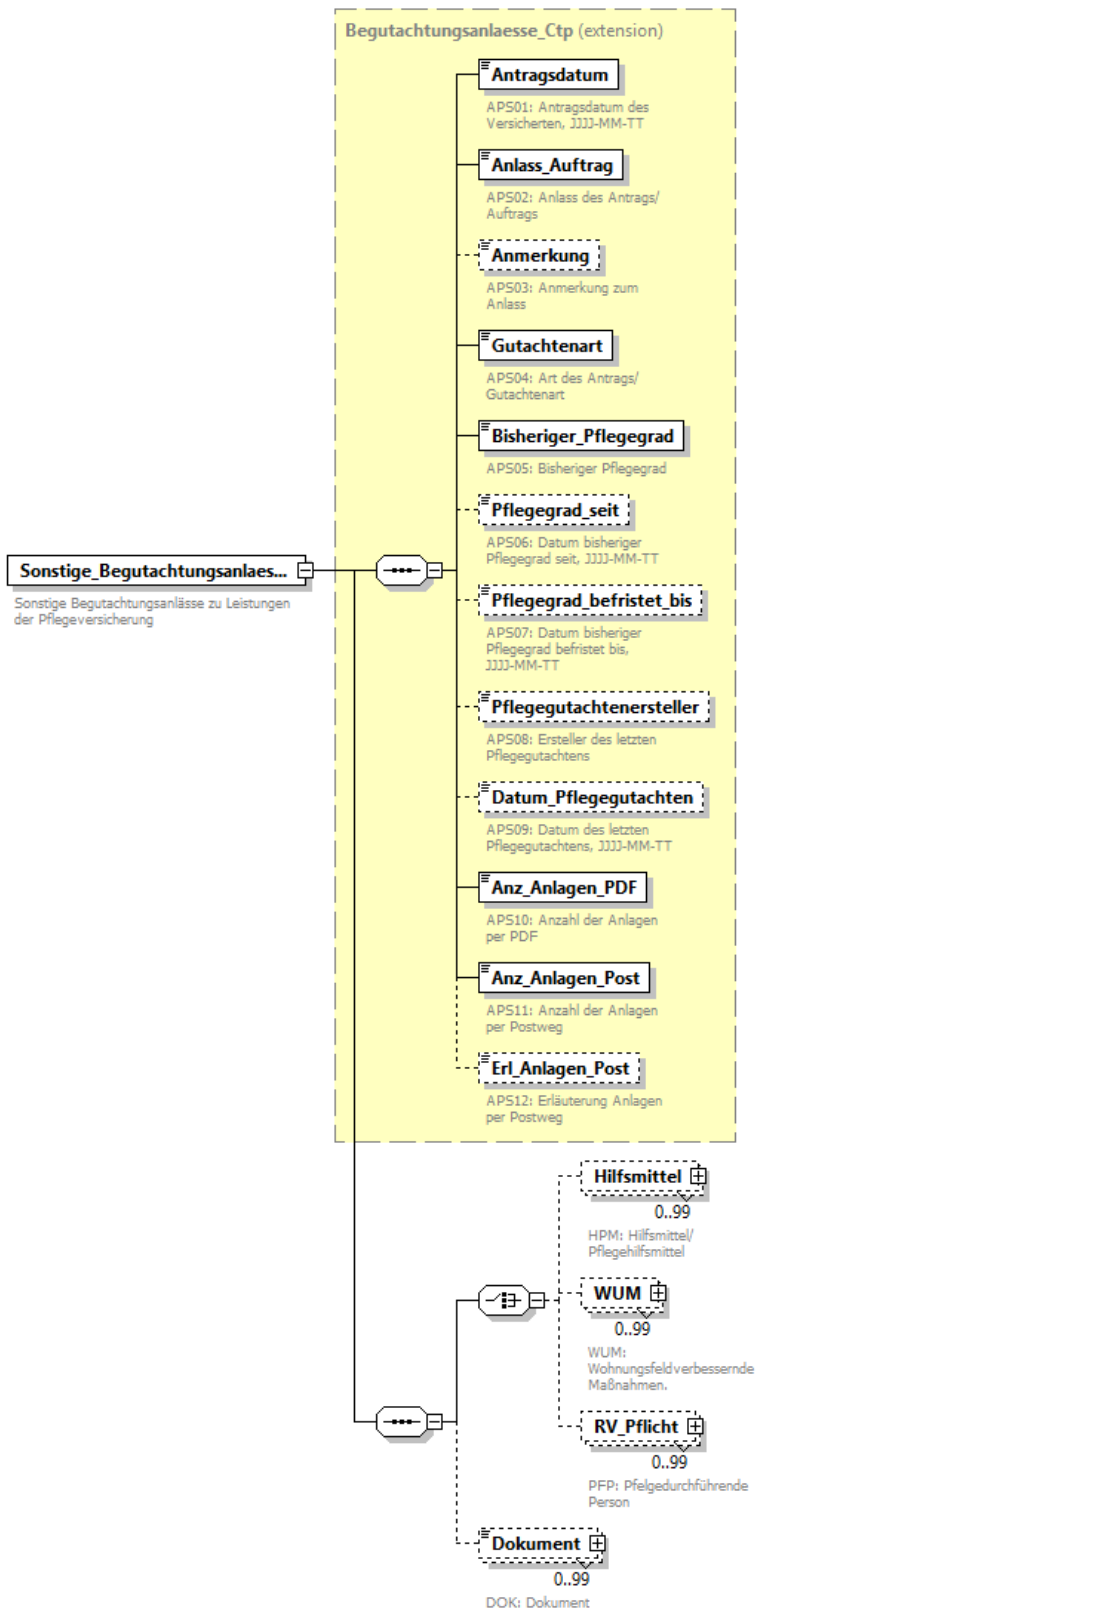 Begutachtungsanlaesse_Ctp (extension)
Antragsdatum
APS01: Antragsdatum des
Versicherten, JJJJ-MM-TT
Anlass_Auftrag
APS02: Anlass des Antrags/
Auftrags
Anmerkung
APS03: Anmerkung zum
Anlass
Gutachtenart
APS04: Art des Antrags/
Gutachtenart
Bisheriger_Pflegegrad
APS05: Bisheriger Pflegegrad
Pflegegrad_seit
APS06: Datum bisheriger
Pflegegrad seit, JJJJ-MM-TT
Sonstige_Begutachtungsanlaes...
Sonstige Begutachtungsanlässe zu Leistungen
der Pflegeversicherung
Pflegegrad_befristet_bis
APS07: Datum bisheriger
Pflegegrad befristet bis,
JJJJ-MM-TT
Pflegegutachtenersteller
APS08: Ersteller des letzten
Pflegegutachtens
Datum_Pflegegutachten
APS09: Datum des letzten
Pflegegutachtens, JJJJ-MM-TT
Anz_Anlagen_PDF
APS10: Anzahl der Anlagen
per PDF
Anz_Anlagen_Post
APS11: Anzahl der Anlagen
per Postweg
Erl_Anlagen_Post
APS12: Erläuterung Anlagen
per Postweg
Hilfsmittel
0..99
HPM: Hilfsmittel/
Pflegehilfsmittel
WUM
0..99
WUM:
Wohnungsfeldverbessernde
Maßnahmen.
RV_Pflicht
0..99
PFP: Pfelgedurchführende
Person
Dokument
0..99
DOK: Dokument